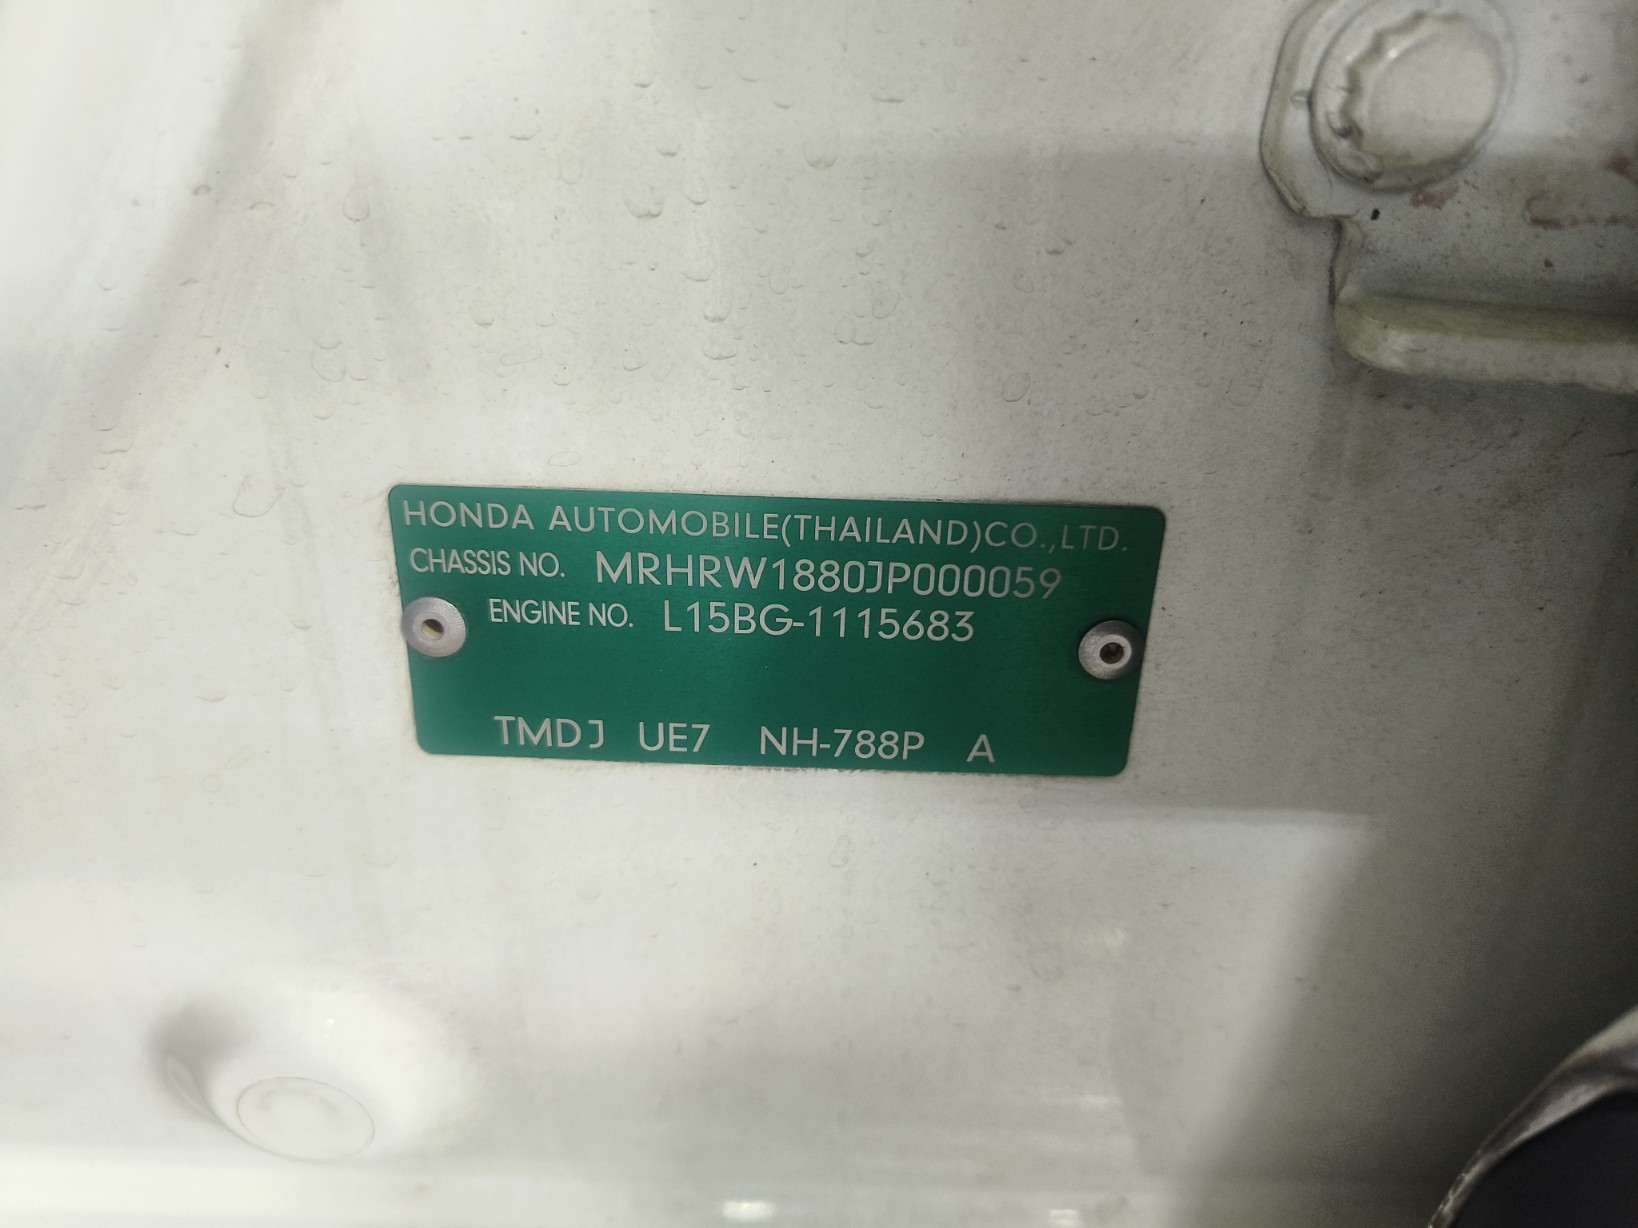 HONDA AUTOMOBILE(THAILAND)CO.,LTD.
CHASSIS NO. MRHRW1880JP000059
ENGINE NO. L15BG-1115683
TMDJ UE7 NH-788P A